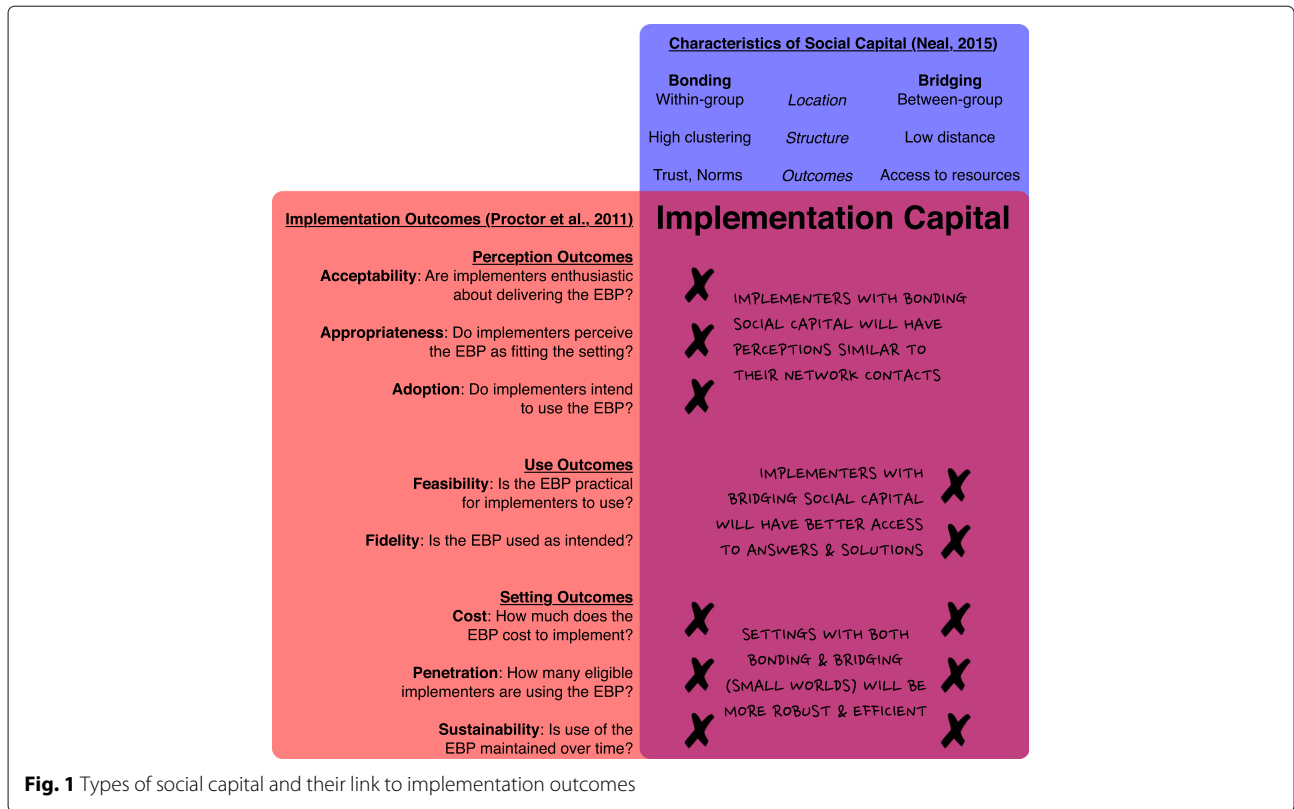 Characteristics of Social Capital (Neal, 2015)
Bonding Bridging
Within-group Location Between-group
High clustering Structure Low distance
Trust, Norms Outcomes Access to resources
Implementation Outcomes (Proctor et al., 2011) Implementation Capital
Perception Outcomes
Acceptability: Are implementers enthusiastic
about delivering the EBP?
Appropriateness: Do implementers perceive
the EBP as fitting the setting?
Adoption: Do implementers intend
to use the EBP?
IMPLEMENTERS WITH BONDING
SOCIAL CAPITAL WILL HAVE
PERCEPTIONS SIMILAR TO
THEIR NETWORK CONTACTS
Use Outcomes
Feasibility: Is the EBP practical
for implementers to use?
Fidelity: Is the EBP used as intended?
IMPLEMENTERS WITH
BRIDGING SOCIAL CAPITAL
WILL HAVE BETTER ACCESS
TO ANSWERS & SOLUTIONS
Setting Outcomes
Cost: How much does the
EBP cost to implement?
Penetration: How many eligible
implementers are using the EBP?
Sustainability: Is use of the
EBP maintained over time?
SETTINGS WITH BOTH
BONDING & BRIDGING
(SMALL WORLDS) WILL BE
MORE ROBUST & EFFICIENT
Fig. 1 Types of social capital and their link to implementation outcomes